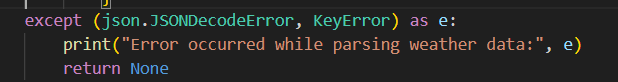 except (json.JSONDecodeError, KeyError) as e:
    print("Error occurred while parsing weather data:", e)
    return None